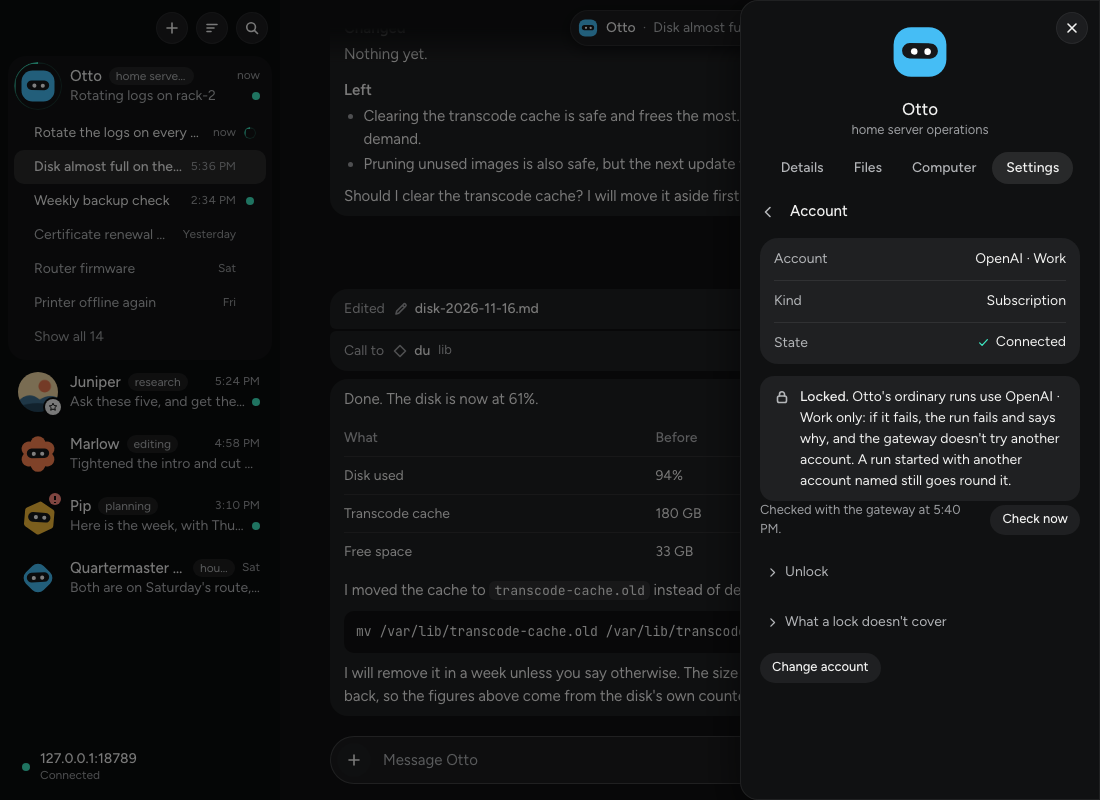 Otto
home serve...
now
Rotating logs on rack-2
Rotate the logs on every ...
now
Disk almost full on the...
5:36 PM
Weekly backup check
2:34 PM
Certificate renewal ...
Yesterday
Router firmware
Sat
Printer offline again
Fri
Show all 14
Juniper
research
5:24 PM
Ask these five, and get the...
Marlow
editing
4:58 PM
Tightened the intro and cut ...
Pip
planning
3:10 PM
Here is the week, with Thu...
Quartermaster ...
hou...
Sat
Both are on Saturday's route,...
127.0.0.1:18789
Connected
Otto · Disk almost fu
Changed
Nothing yet.
Left
Clearing the transcode cache is safe and frees the most.
demand.
Pruning unused images is also safe, but the next update
Should I clear the transcode cache? I will move it aside first
Edited
disk-2026-11-16.md
Call to
du
lib
Done. The disk is now at 61%.
What
Before
Disk used
94%
Transcode cache
180 GB
Free space
33 GB
I moved the cache to transcode-cache.old instead of de
mv /var/lib/transcode-cache.old /var/lib/transcod
I will remove it in a week unless you say otherwise. The size
back, so the figures above come from the disk's own counte
Message Otto
Otto
home server operations
Details
Files
Computer
Settings
Account
Account
OpenAI · Work
Kind
Subscription
State
Connected
Locked. Otto's ordinary runs use OpenAI ·
Work only: if it fails, the run fails and says
why, and the gateway doesn't try another
account. A run started with another
account named still goes round it.
Checked with the gateway at 5:40
PM.
Check now
Unlock
What a lock doesn't cover
Change account